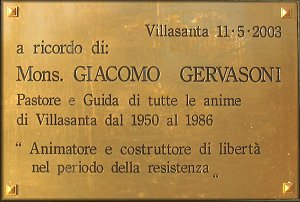 Villasanta 11·5·2003
a ricordo di:
Mons. GIACOMO GERVASONI
Pastore e Guida di tutte le anime
di Villasanta dal 1950 al 1986
“ Animatore e costruttore di libertà
nel periodo della resistenza „